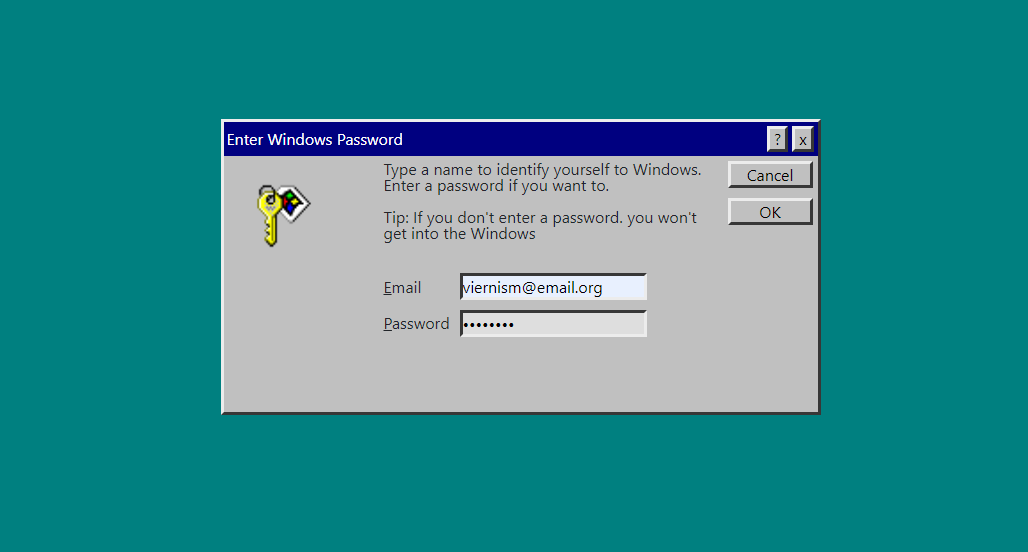 Enter Windows Password
? x
Type a name to identify yourself to Windows.
Enter a password if you want to.
Cancel
OK
Tip: If you don't enter a password. you won't
get into the Windows
Email viernism@email.org
Password ••••••••